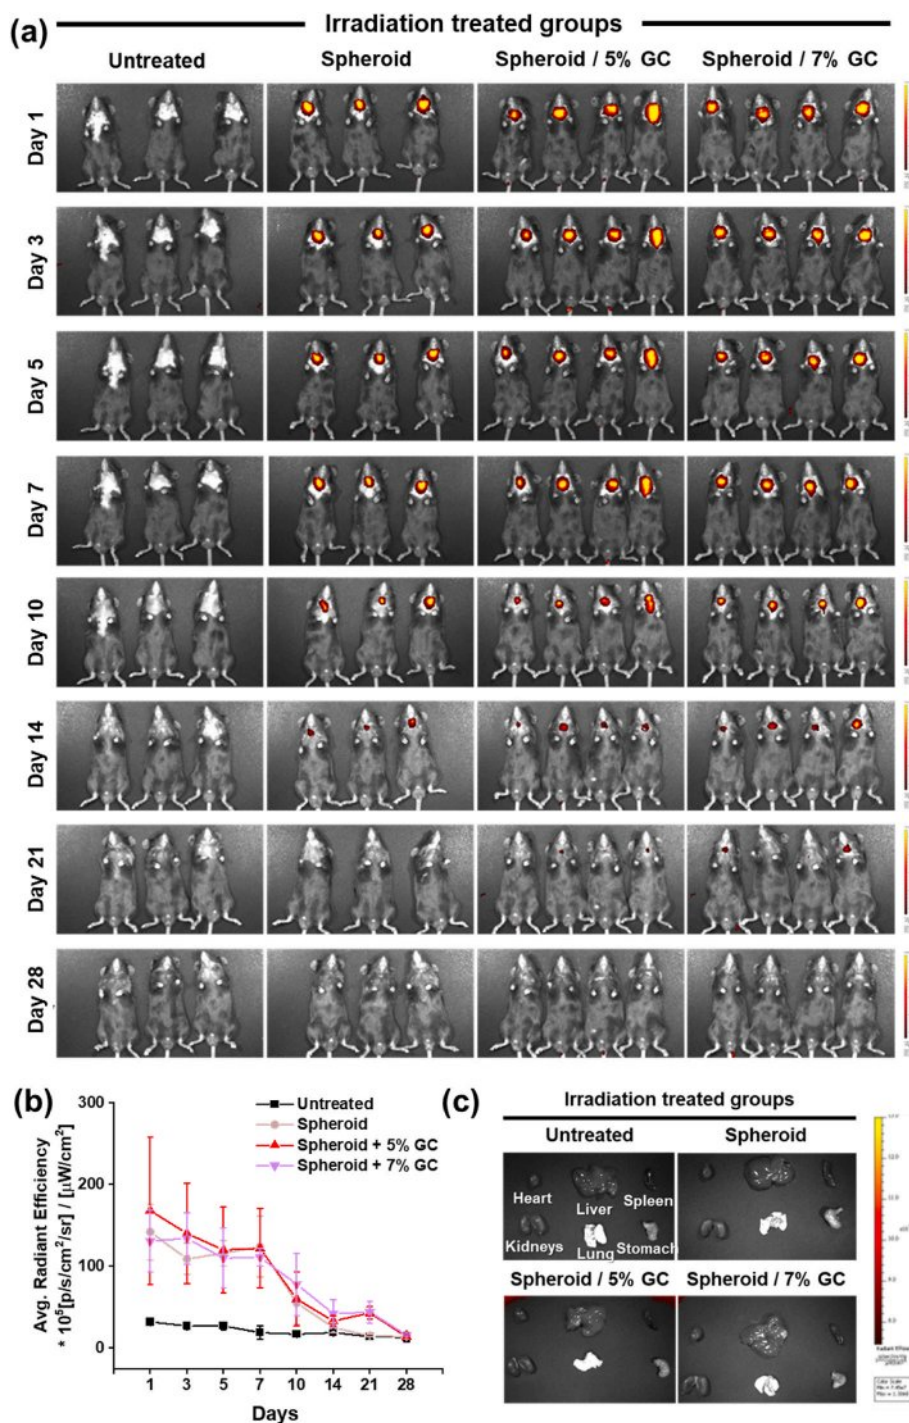 (a)
Irradiation treated groups
Untreated
Spheroid
Spheroid / 5% GC
Spheroid / 7% GC
Day 1
Day 3
Day 5
Day 7
Day 10
Day 14
Day 21
Day 28
(b)
300
200
100
0
Avg. Radiant Efficiency
* 10⁵[p/s/cm²/sr] / [µW/cm²]
Untreated
Spheroid
Spheroid + 5% GC
Spheroid + 7% GC
1 3 5 7 10 14 21 28
Days
(c)
Irradiation treated groups
Untreated
Spheroid
Heart
Liver
Spleen
Kidneys
Lung
Stomach
Spheroid / 5% GC
Spheroid / 7% GC
Color Scale